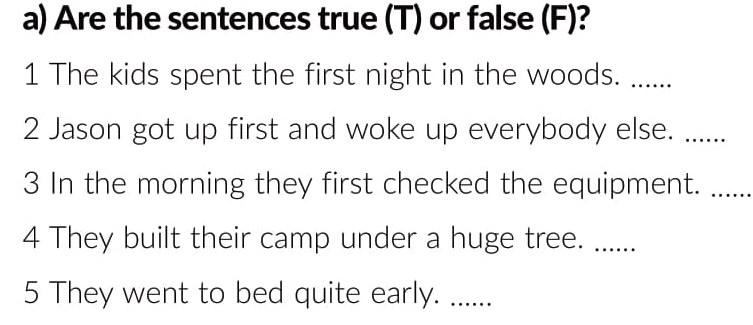 a) Are the sentences true (T) or false (F)?
1 The kids spent the first night in the woods. ......
2 Jason got up first and woke up everybody else. ......
3 In the morning they first checked the equipment. ......
4 They built their camp under a huge tree. ......
5 They went to bed quite early. ......